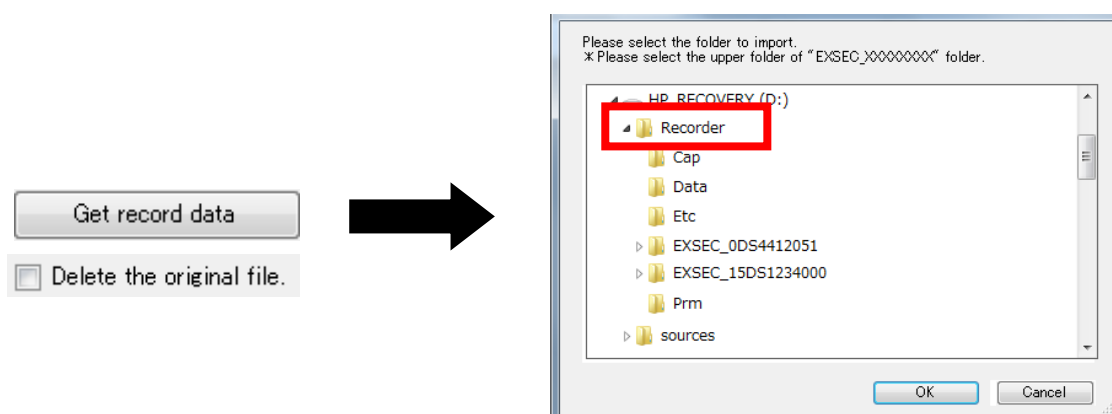 Get record data
Delete the original file.
Please select the folder to import.
*Please select the upper folder of "EXSEC_XXXXXXXX" folder.
HP_RECOVERY (D:)
Recorder
Cap
Data
Etc
EXSEC_0DS4412051
EXSEC_15DS1234000
Prm
sources
OK
Cancel